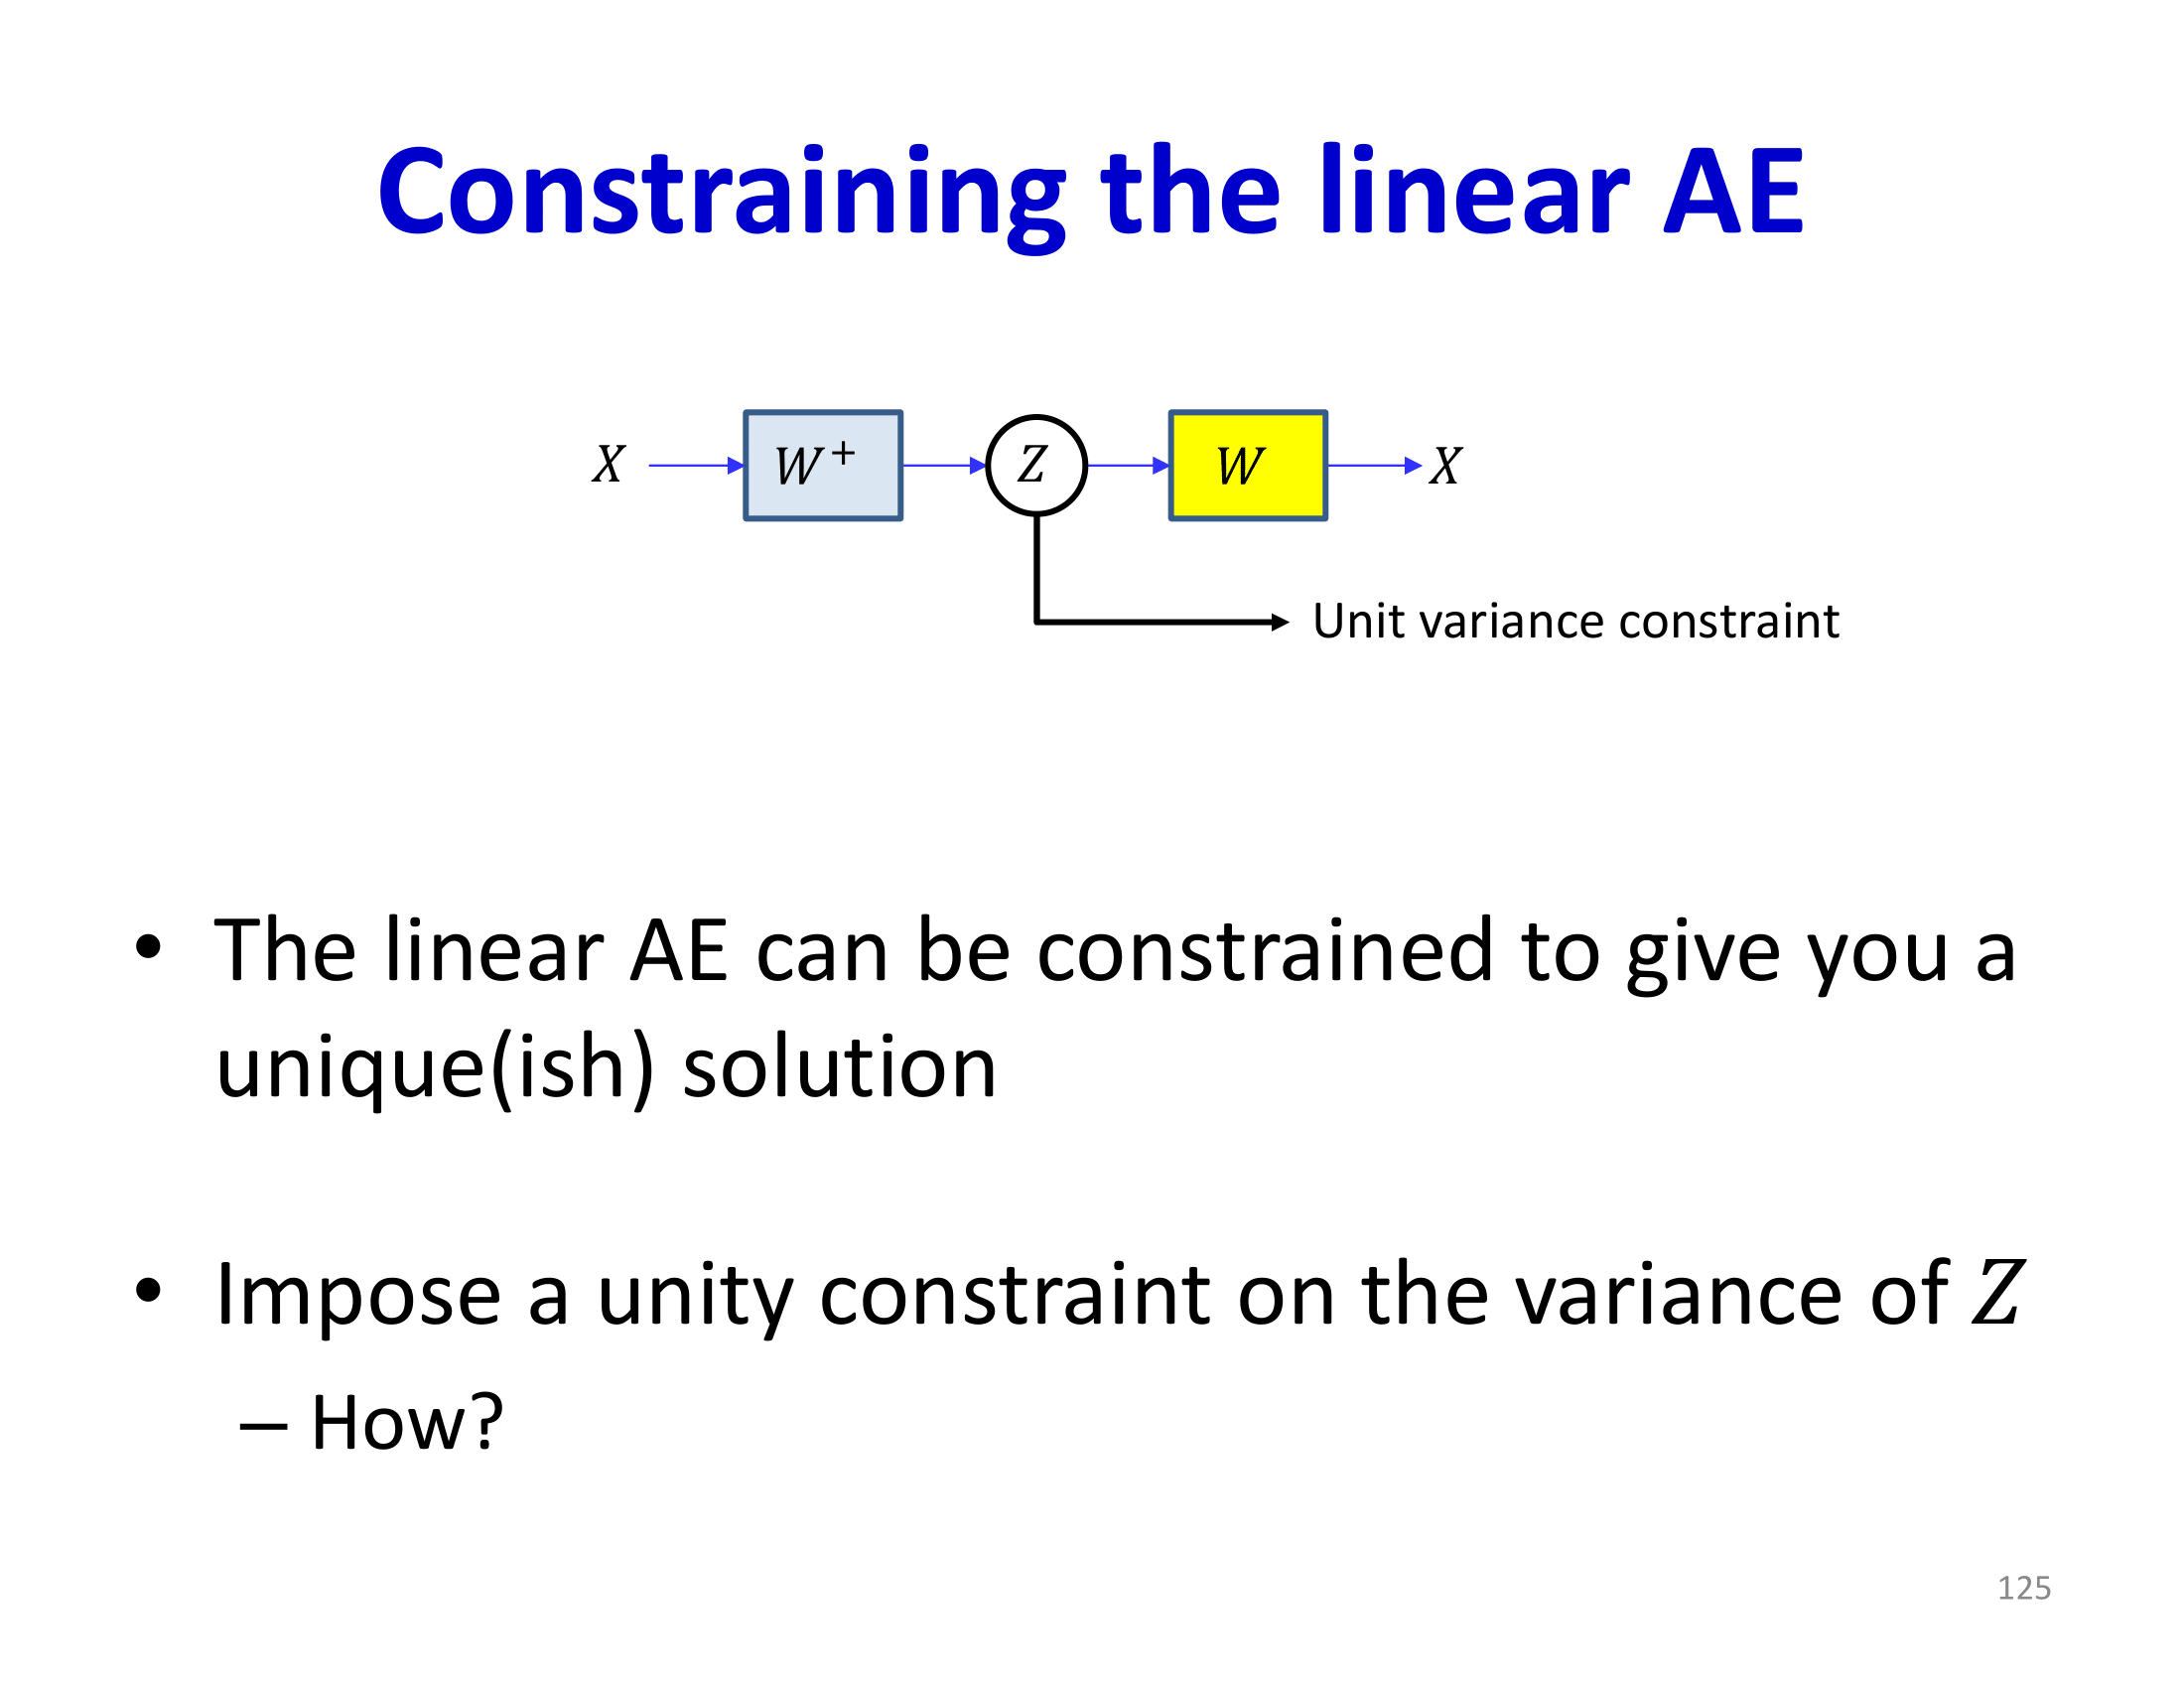 Constraining the linear AE
X W⁺ Z W X
Unit variance constraint
• The linear AE can be constrained to give you a
unique(ish) solution
• Impose a unity constraint on the variance of Z
– How?
125